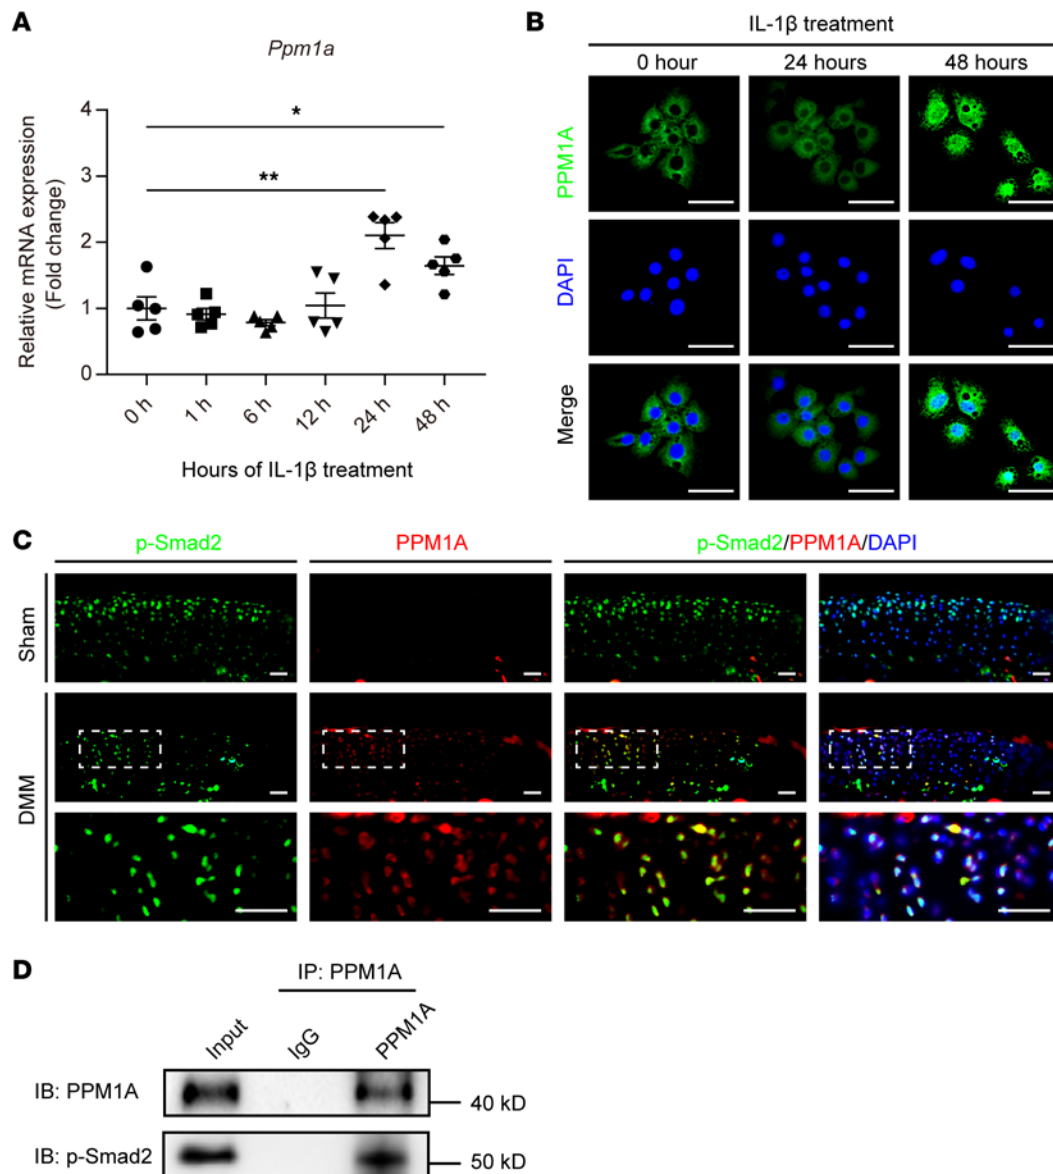 A
Ppm1a
Relative mRNA expression
(Fold change)
4
3
2
1
0
*
**
0 h
1 h
6 h
12 h
24 h
48 h
Hours of IL-1β treatment
B
IL-1β treatment
0 hour
24 hours
48 hours
PPM1A
DAPI
Merge
C
p-Smad2
PPM1A
p-Smad2/PPM1A/DAPI
Sham
DMM
D
IP: PPM1A
Input
IgG
PPM1A
IB: PPM1A
40 kD
IB: p-Smad2
50 kD